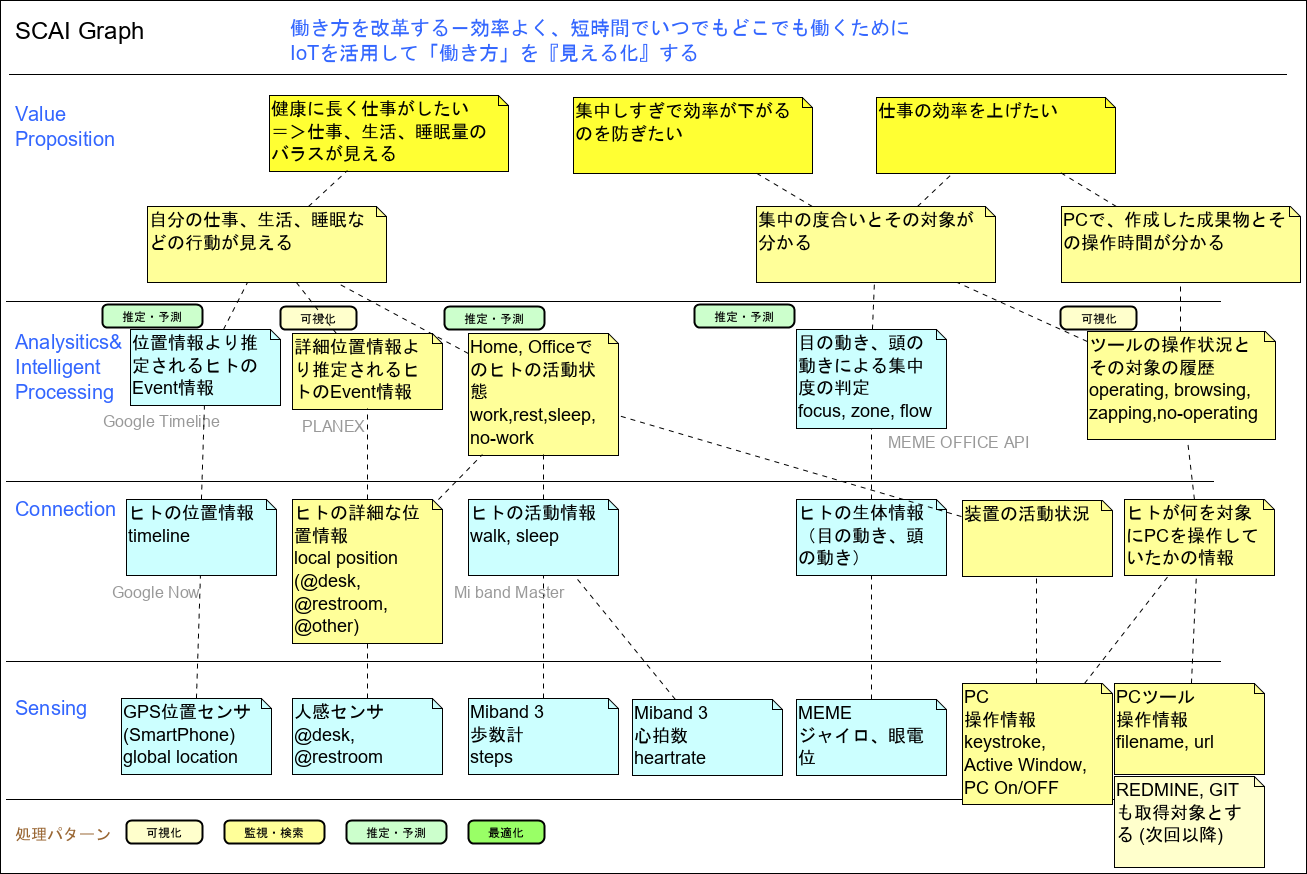 SCAI Graph
働き方を改革するー効率よく、短時間でいつでもどこでも働くために
IoTを活用して「働き方」を『見える化』する
Value
Proposition
健康に長く仕事がしたい
＝＞仕事、生活、睡眠量の
バラスが見える
集中しすぎで効率が下がる
のを防ぎたい
仕事の効率を上げたい
自分の仕事、生活、睡眠な
どの行動が見える
集中の度合いとその対象が
分かる
PCで、作成した成果物とそ
の操作時間が分かる
Analysitics&
Intelligent
Processing
推定・予測
位置情報より推
定されるヒトの
Event情報
Google Timeline
可視化
詳細位置情報よ
り推定されるヒ
トのEvent情報
PLANEX
推定・予測
Home, Officeで
のヒトの活動状
態
work,rest,sleep,
no-work
推定・予測
目の動き、頭の
動きによる集中
度の判定
focus, zone, flow
MEME OFFICE API
可視化
ツールの操作状況と
その対象の履歴
operating, browsing,
zapping,no-operating
Connection
ヒトの位置情報
timeline
Google Now
ヒトの詳細な位
置情報
local position
(@desk,
@restroom,
@other)
ヒトの活動情報
walk, sleep
Mi band Master
ヒトの生体情報
（目の動き、頭
の動き）
装置の活動状況
ヒトが何を対象
にPCを操作して
いたかの情報
Sensing
GPS位置センサ
(SmartPhone)
global location
人感センサ
@desk,
@restroom
Miband 3
歩数計
steps
Miband 3
心拍数
heartrate
MEME
ジャイロ、眼電
位
PC
操作情報
keystroke,
Active Window,
PC On/OFF
PCツール
操作情報
filename, url
REDMINE, GIT
も取得対象とす
る (次回以降)
処理パターン
可視化
監視・検索
推定・予測
最適化